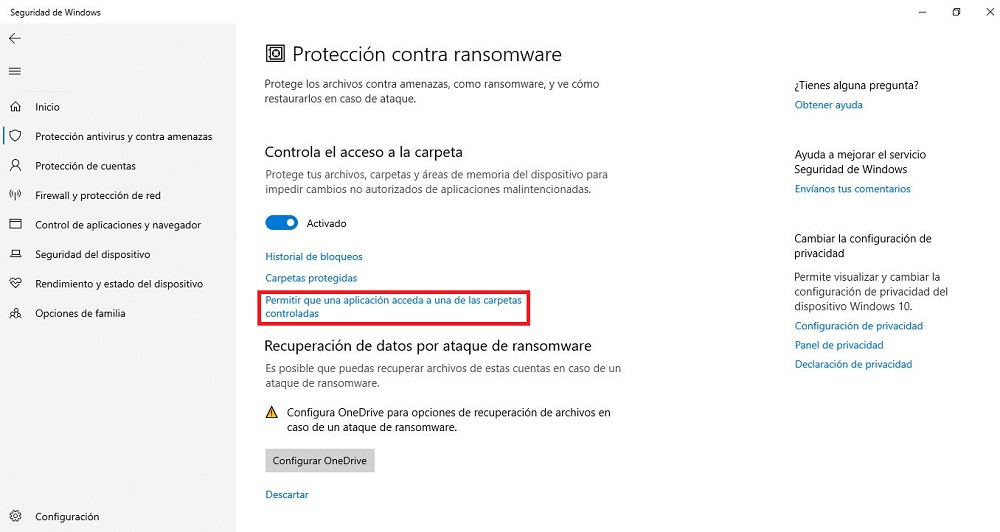 Seguridad de Windows
Inicio
Protección antivirus y contra amenazas
Protección de cuentas
Firewall y protección de red
Control de aplicaciones y navegador
Seguridad del dispositivo
Rendimiento y estado del dispositivo
Opciones de familia
Configuración
Protección contra ransomware
Protege los archivos contra amenazas, como ransomware, y ve cómo
restaurarlos en caso de ataque.
Controla el acceso a la carpeta
Protege tus archivos, carpetas y áreas de memoria del dispositivo para
impedir cambios no autorizados de aplicaciones malintencionadas.
Activado
Historial de bloqueos
Carpetas protegidas
Permitir que una aplicación acceda a una de las carpetas
controladas
Recuperación de datos por ataque de ransomware
Es posible que puedas recuperar archivos de estas cuentas en caso de un
ataque de ransomware.
Configura OneDrive para opciones de recuperación de archivos en
caso de un ataque de ransomware.
Configurar OneDrive
Descartar
¿Tienes alguna pregunta?
Obtener ayuda
Ayuda a mejorar el servicio
Seguridad de Windows
Envíanos tus comentarios
Cambiar la configuración de
privacidad
Permite visualizar y cambiar la
configuración de privacidad del
dispositivo Windows 10.
Configuración de privacidad
Panel de privacidad
Declaración de privacidad